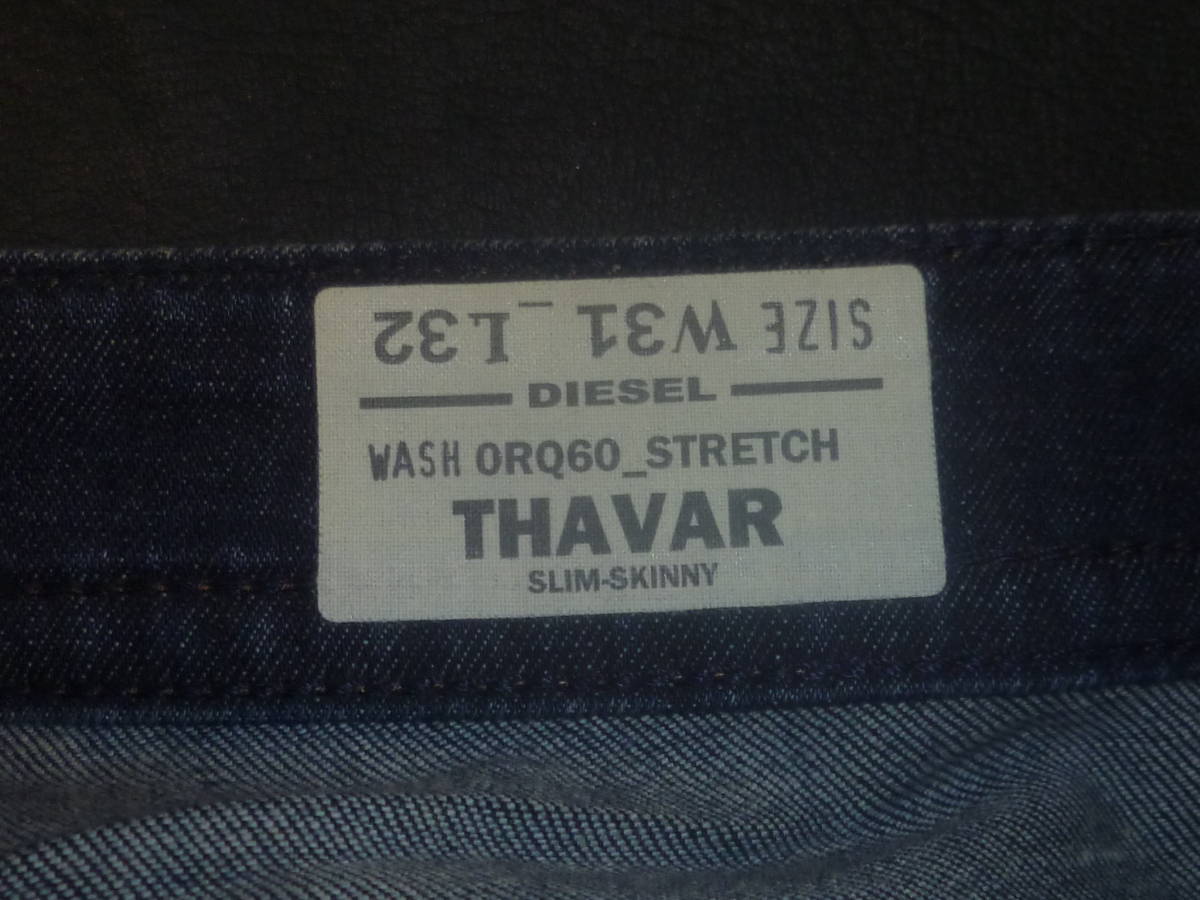 SIZE W31_L32
DIESEL
WASH 0RQ60_STRETCH
THAVAR
SLIM-SKINNY